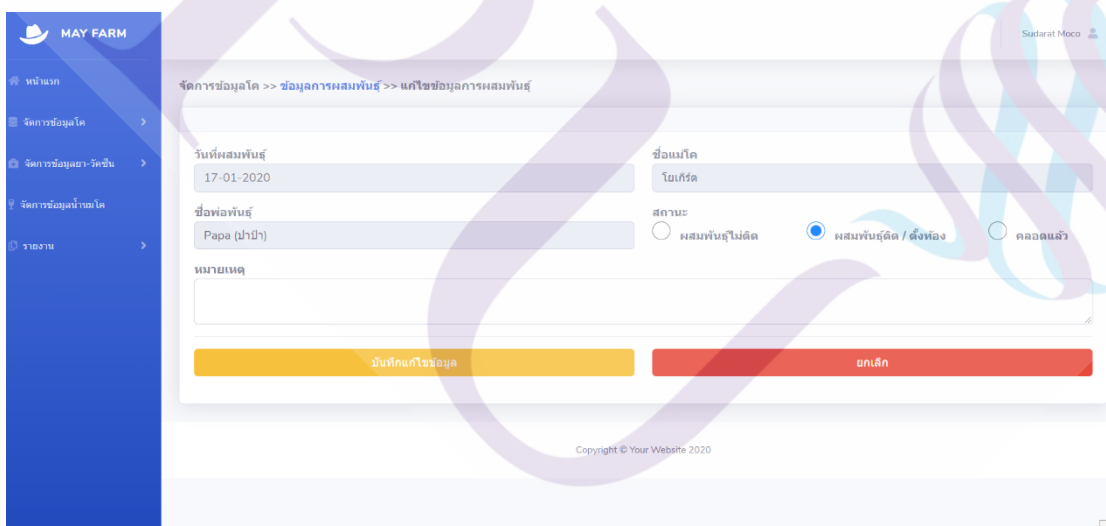 MAY FARM
Sudarat Moco
หน้าแรก
จัดการข้อมูลโค
จัดการข้อมูลยา-วัคซีน
จัดการข้อมูลน้ำนมโค
รายงาน
จัดการข้อมูลโค >> ข้อมูลการผสมพันธุ์ >> แก้ไขข้อมูลการผสมพันธุ์
วันที่ผสมพันธุ์
17-01-2020
ชื่อแม่โค
โยเกิร์ต
ชื่อพ่อพันธุ์
Papa (ปาป๊า)
สถานะ
ผสมพันธุ์ไม่ติด ผสมพันธุ์ติด / ตั้งท้อง คลอดแล้ว
หมายเหตุ
บันทึกแก้ไขข้อมูล ยกเลิก
Copyright © Your Website 2020